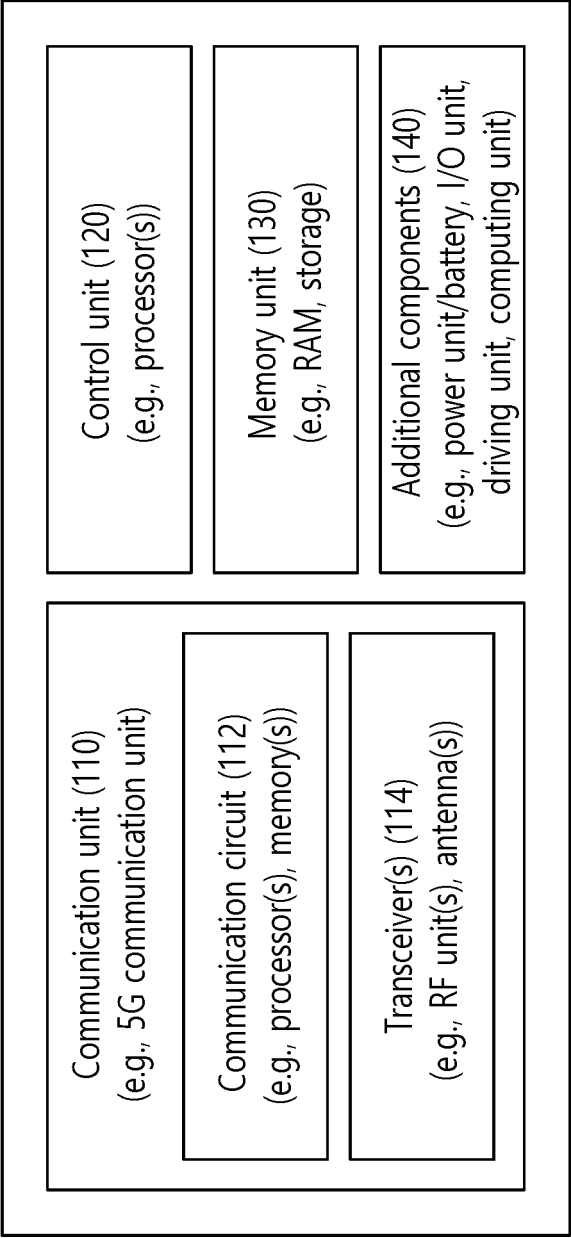 Communication unit (110)
(e.g., 5G communication unit)
Communication circuit (112)
(e.g., processor(s), memory(s))
Transceiver(s) (114)
(e.g., RF unit(s), antenna(s))
Control unit (120)
(e.g., processor(s))
Memory unit (130)
(e.g., RAM, storage)
Additional components (140)
(e.g., power unit/battery, I/O unit,
driving unit, computing unit)